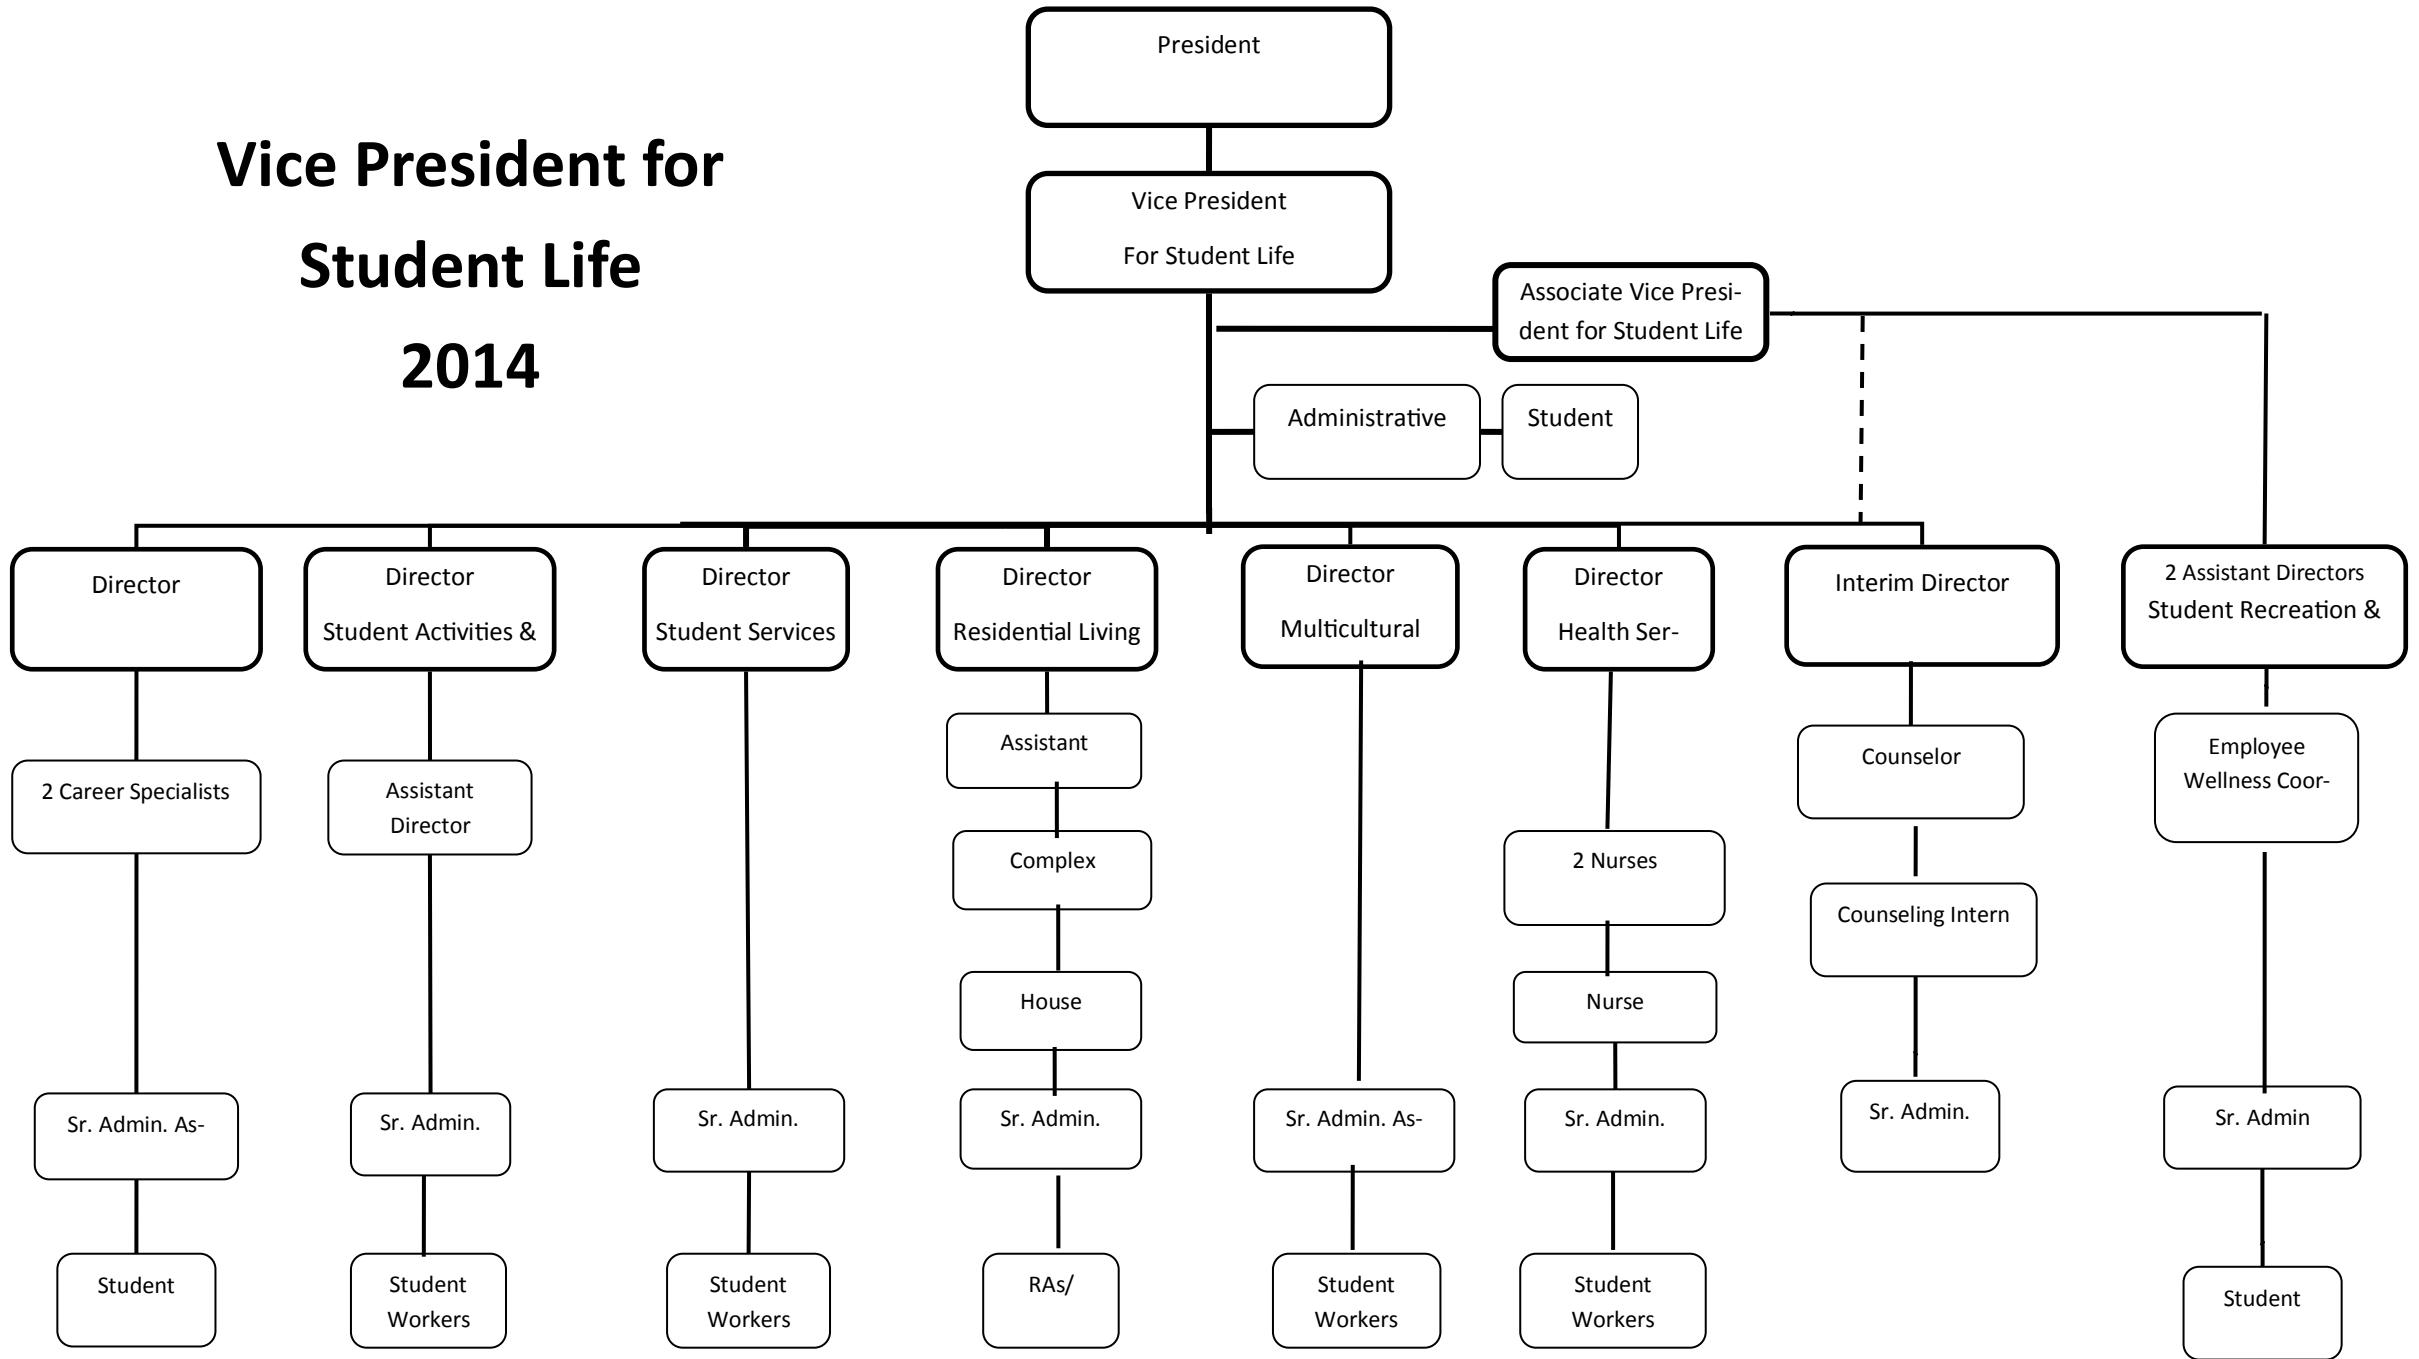 President
Vice President for
Student Life
2014
Vice President
For Student Life
Associate Vice Presi-
dent for Student Life
Administrative
Student
Director
Director
Student Activities &
Director
Student Services
Director
Residential Living
Director
Multicultural
Director
Health Ser-
Interim Director
2 Assistant Directors
Student Recreation &
2 Career Specialists
Assistant
Director
Assistant
Complex
House
2 Nurses
Nurse
Counselor
Counseling Intern
Employee
Wellness Coor-
Sr. Admin. As-
Sr. Admin.
Sr. Admin.
Sr. Admin.
Sr. Admin. As-
Sr. Admin.
Sr. Admin.
Sr. Admin
Student
Student
Workers
Student
Workers
RAs/
Student
Workers
Student
Workers
Student